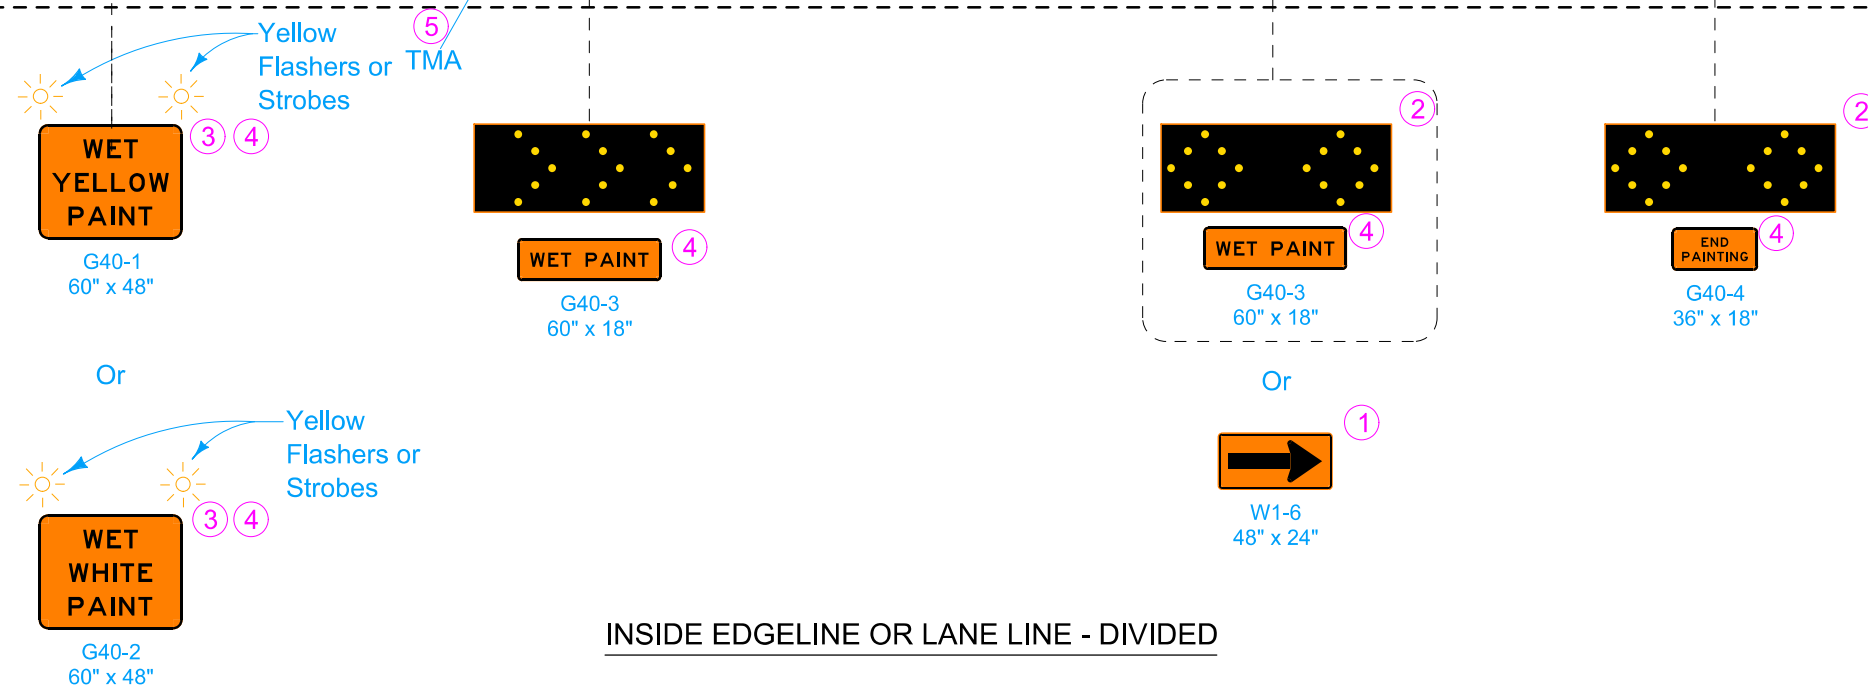 Yellow
Flashers or
Strobes
5
TMA
WET
YELLOW
PAINT
3 4
G40-1
60" x 48"
WET PAINT
4
G40-3
60" x 18"
2
WET PAINT
4
G40-3
60" x 18"
2
END
PAINTING
4
G40-4
36" x 18"
Or
Yellow
Flashers or
Strobes
WET
WHITE
PAINT
3 4
G40-2
60" x 48"
Or
1
W1-6
48" x 24"
INSIDE EDGELINE OR LANE LINE - DIVIDED